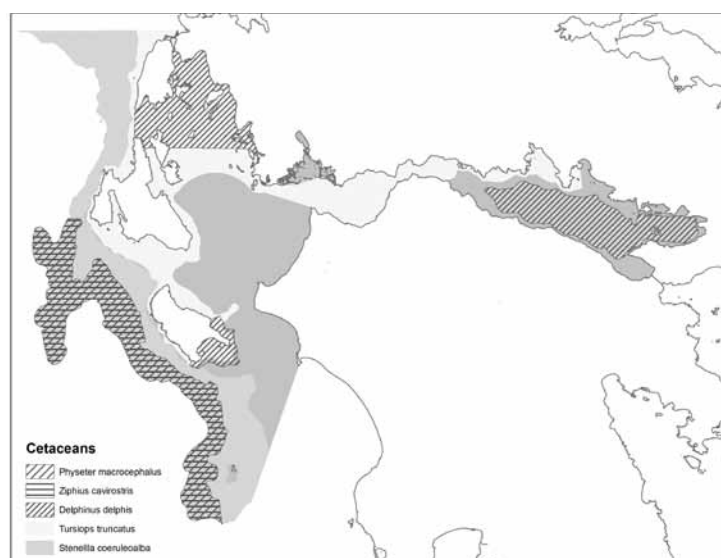 Cetaceans
Physeter macrocephalus
Ziphius cavirostris
Delphinus delphis
Tursiops truncatus
Stenella coeruleoalba